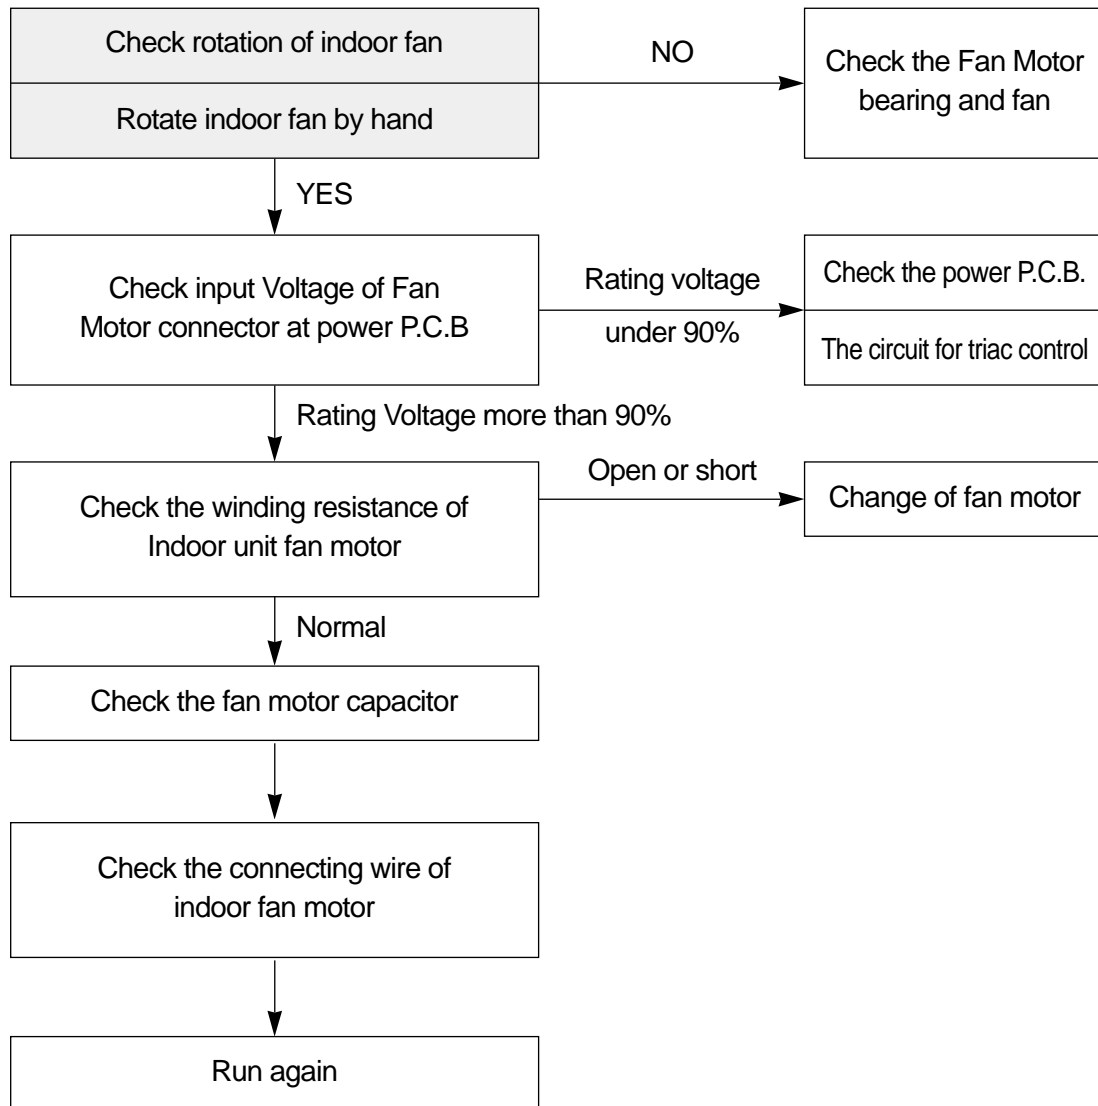 Check rotation of indoor fan
NO
Check the Fan Motor
bearing and fan
Rotate indoor fan by hand
YES
Check input Voltage of Fan
Motor connector at power P.C.B
Rating voltage
under 90%
Check the power P.C.B.
The circuit for triac control
Rating Voltage more than 90%
Check the winding resistance of
Indoor unit fan motor
Open or short
Change of fan motor
Normal
Check the fan motor capacitor
Check the connecting wire of
indoor fan motor
Run again